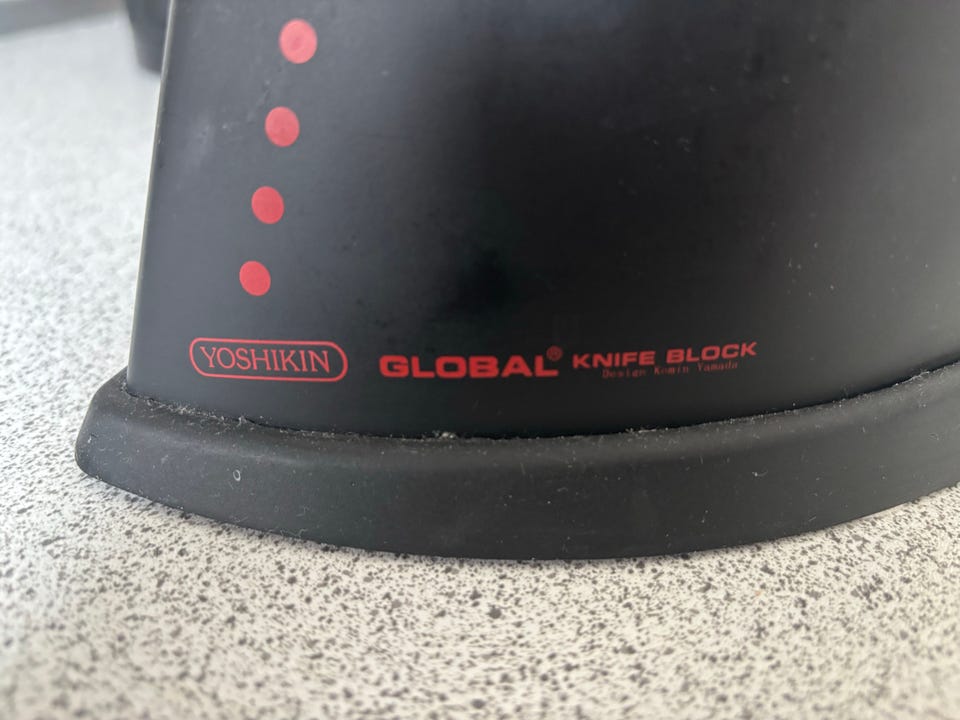 YOSHIKIN GLOBAL® KNIFE BLOCK
Design Komin Yamada